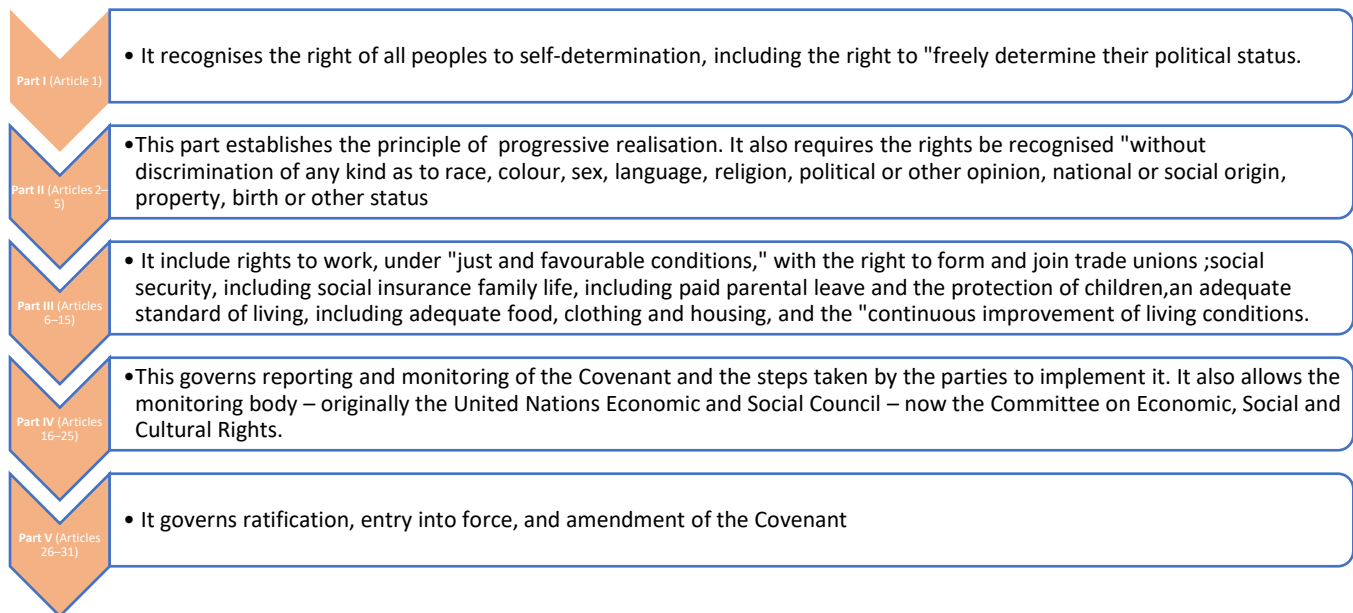 Part I (Article 1)
• It recognises the right of all peoples to self-determination, including the right to "freely determine their political status.
Part II (Articles 2–
5)
•This part establishes the principle of  progressive realisation. It also requires the rights be recognised "without
discrimination of any kind as to race, colour, sex, language, religion, political or other opinion, national or social origin,
property, birth or other status
Part III (Articles
6–15)
• It include rights to work, under "just and favourable conditions," with the right to form and join trade unions ;social
security, including social insurance family life, including paid parental leave and the protection of children,an adequate
standard of living, including adequate food, clothing and housing, and the "continuous improvement of living conditions.
Part IV (Articles
16–25)
•This governs reporting and monitoring of the Covenant and the steps taken by the parties to implement it. It also allows the
monitoring body – originally the United Nations Economic and Social Council – now the Committee on Economic, Social and
Cultural Rights.
Part V (Articles
26–31)
• It governs ratification, entry into force, and amendment of the Covenant